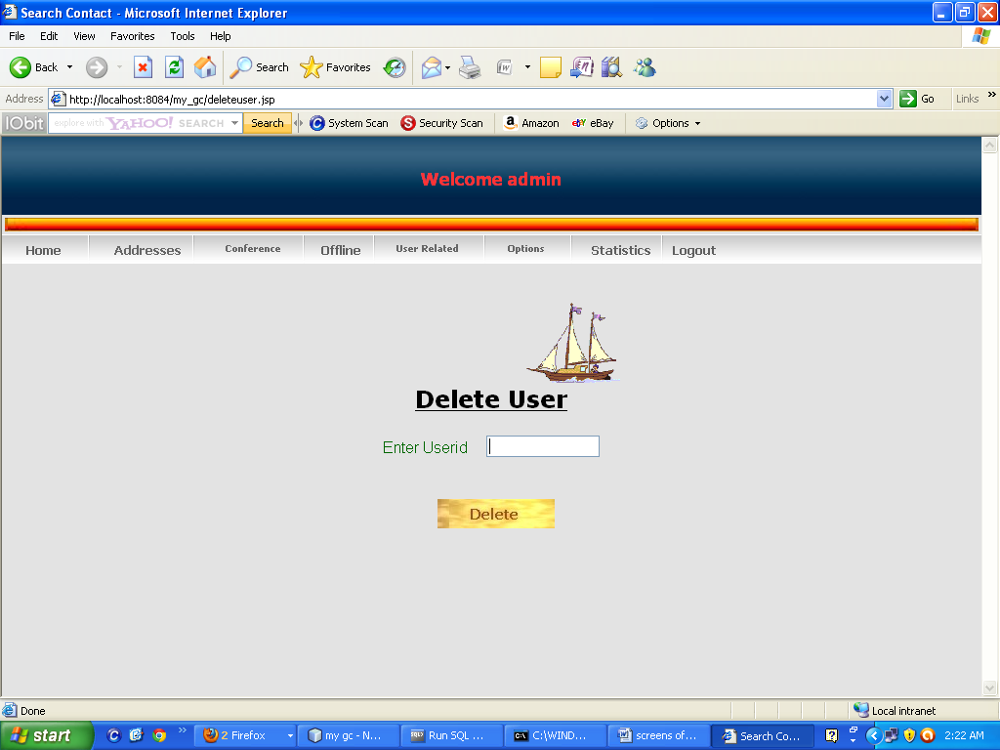 Search Contact - Microsoft Internet Explorer
File Edit View Favorites Tools Help
Back Search Favorites
Address http://localhost:8084/my_gc/deleteuser.jsp Go Links »
IObit explore with YAHOO! SEARCH Search System Scan Security Scan Amazon eBay Options
Welcome admin
Home Addresses Conference Offline User Related Options Statistics Logout
Delete User
Enter Userid
Delete
Done Local intranet
start 2 Firefox my gc - N... Run SQL ... C:\WIND... screens of... Search Co... 2:22 AM